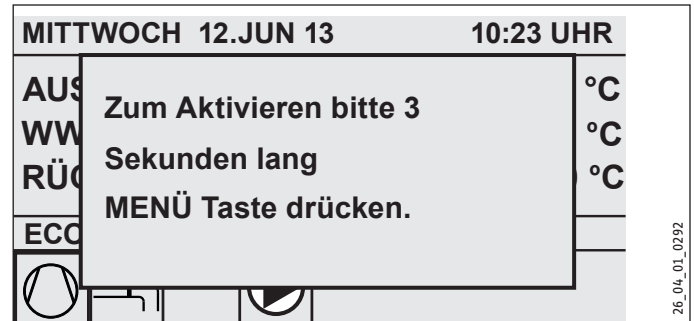 MITTWOCH 12.JUN 13 10:23 UHR
Zum Aktivieren bitte 3
Sekunden lang
MENÜ Taste drücken.
°C
°C
°C
26_04_01_0292